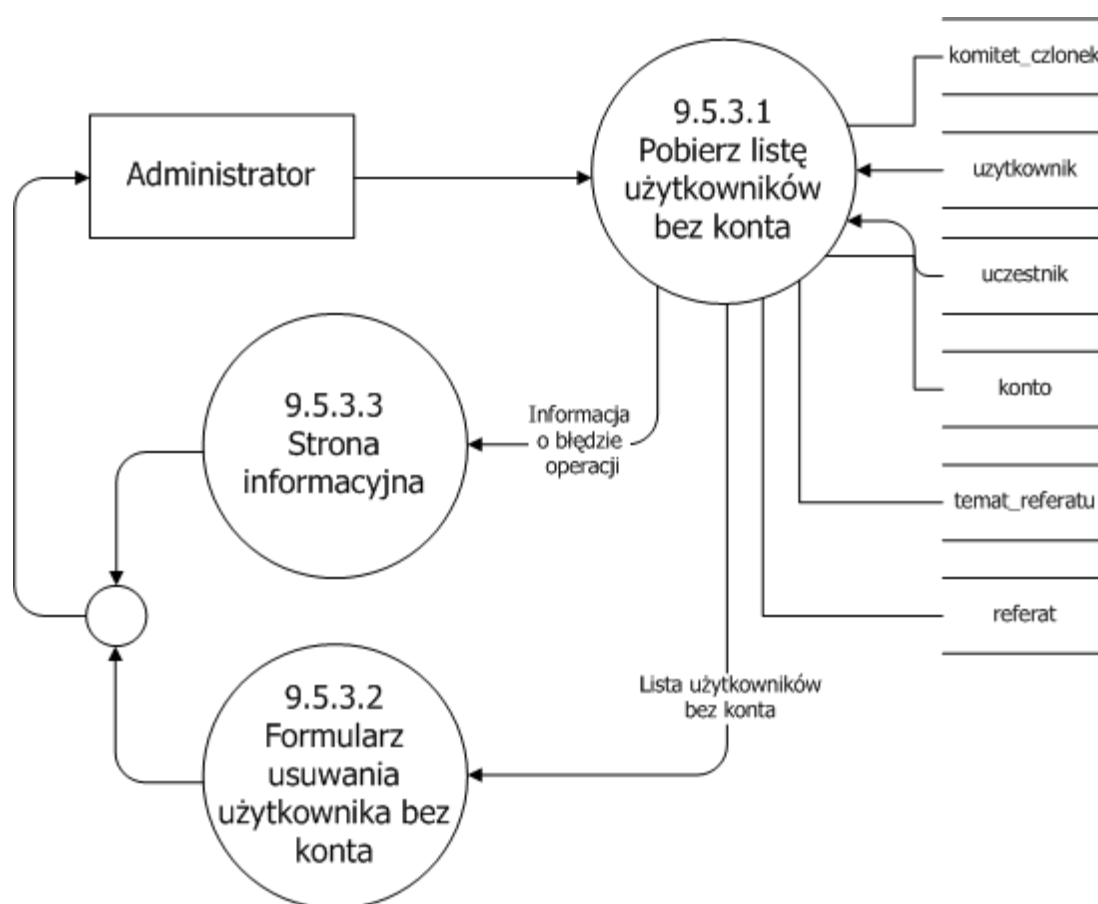 komitet_czlonek
9.5.3.1
Pobierz listę
użytkowników
bez konta
Administrator
uzytkownik
uczestnik
konto
9.5.3.3
Strona
informacyjna
Informacja
o błędzie
operacji
temat_referatu
referat
9.5.3.2
Formularz
usuwania
użytkownika bez
konta
Lista użytkowników
bez konta